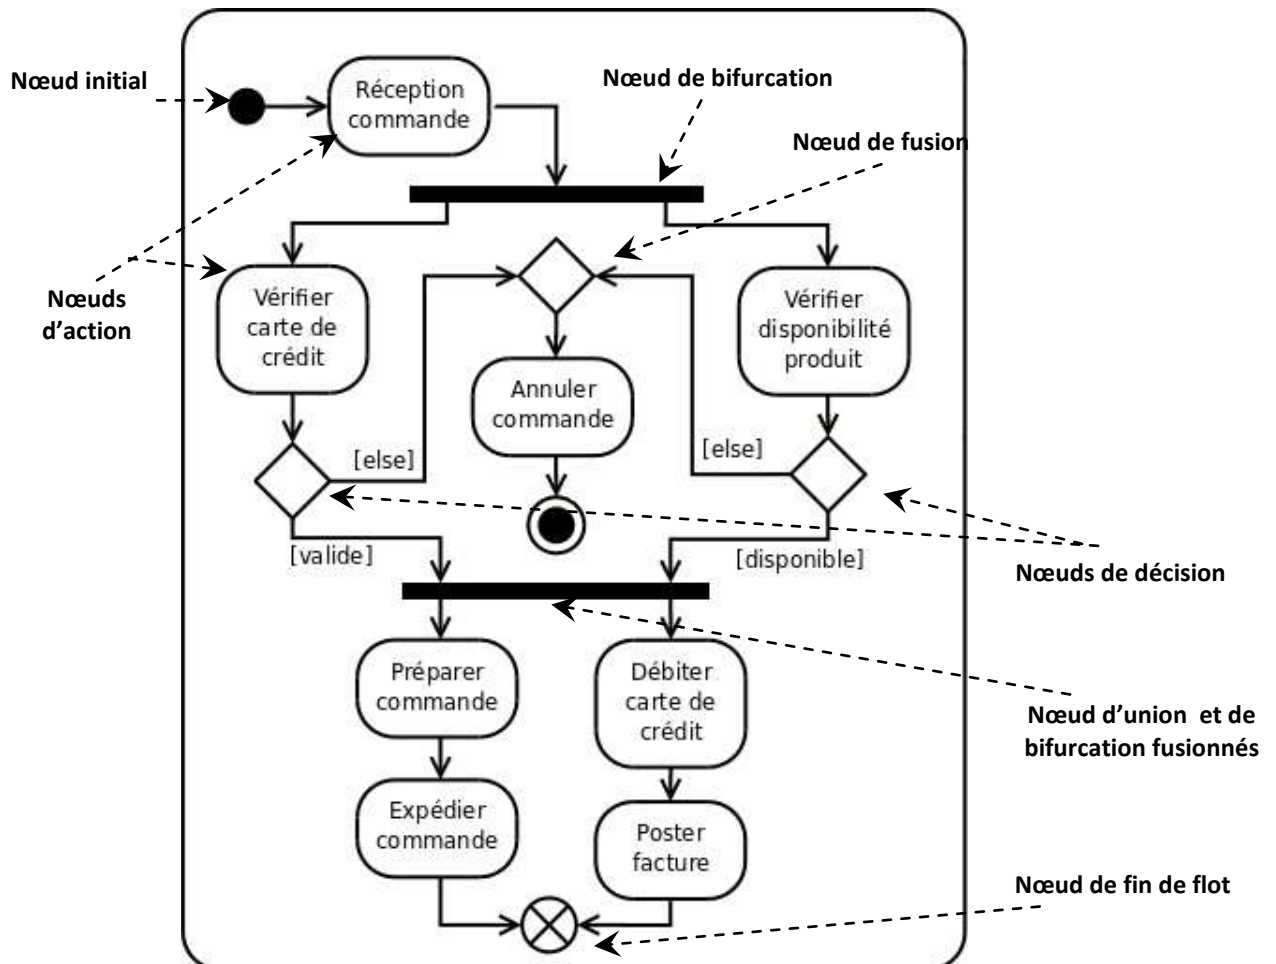 Nœud initial
Réception
commande
Nœud de bifurcation
Nœud de fusion
Nœuds
d’action
Vérifier
carte de
crédit
Annuler
commande
Vérifier
disponibilité
produit
[else]
[else]
[valide]
[disponible]
Nœuds de décision
Préparer
commande
Débiter
carte de
crédit
Nœud d’union et de
bifurcation fusionnés
Expédier
commande
Poster
facture
Nœud de fin de flot